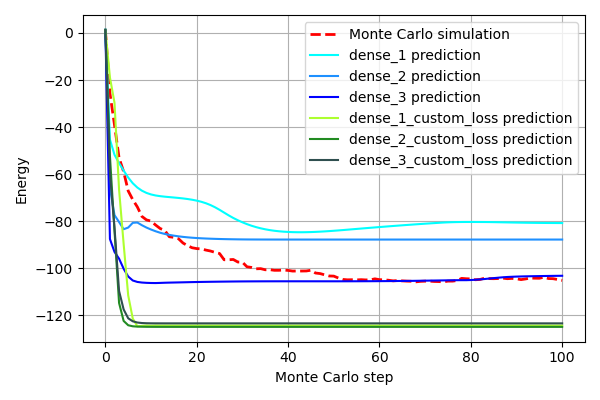 0
−20
−40
−60
−80
−100
−120
Energy
Monte Carlo simulation
dense_1 prediction
dense_2 prediction
dense_3 prediction
dense_1_custom_loss prediction
dense_2_custom_loss prediction
dense_3_custom_loss prediction
0 20 40 60 80 100
Monte Carlo step